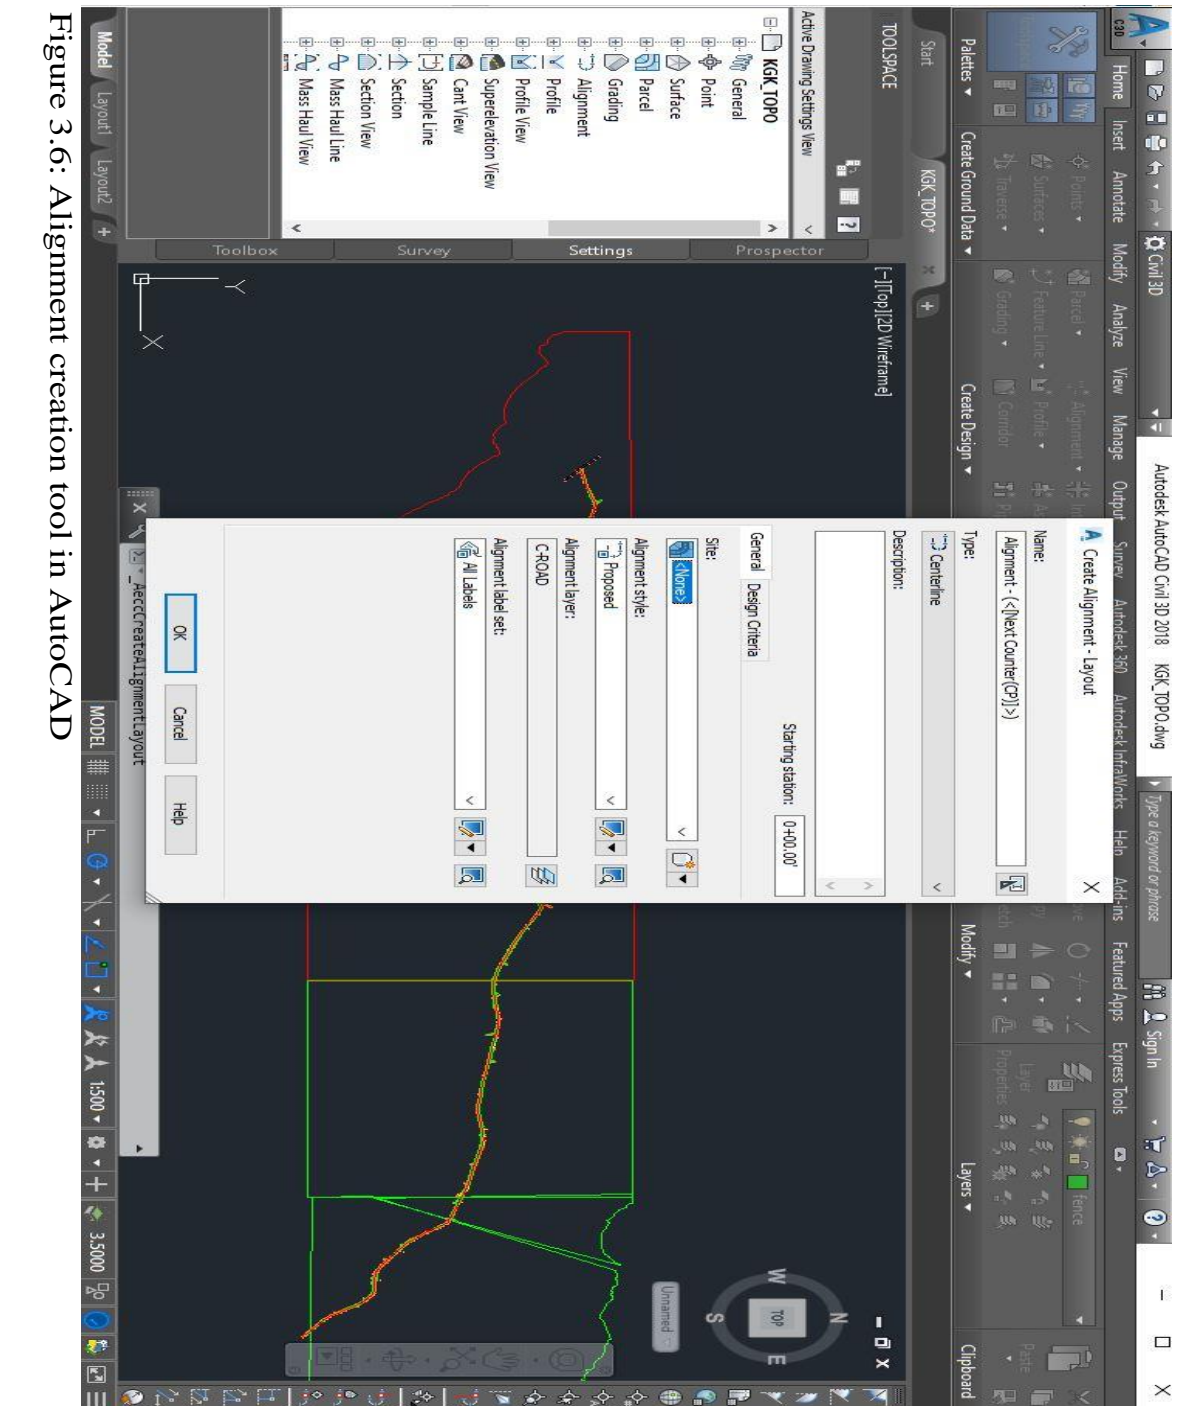 Autodesk AutoCAD Civil 3D 2018 KGK_TOPO.dwg
Type a keyword or phrase
Sign In
Civil 3D
C3D
Home Insert Annotate Modify Analyze View Manage Output Survey Autodesk 360 Autodesk InfraWorks Help Add-ins Featured Apps Express Tools
Points
Surfaces
Traverse
Parcel
Feature Line
Grading
Alignment
Profile
Corridor
Layer
Properties
fence
Paste
Palettes
Create Ground Data
Create Design
Modify
Layers
Clipboard
Start
KGK_TOPO*
TOOLSPACE
Active Drawing Settings View
KGK_TOPO
General
Point
Surface
Parcel
Grading
Alignment
Profile
Profile View
Superelevation View
Cant View
Sample Line
Section
Section View
Mass Haul Line
Mass Haul View
Prospector
Settings
Survey
Toolbox
[-][Top][2D Wireframe]
Create Alignment - Layout
Name:
Alignment - (<[Next Counter(CP)]>)
Type:
Centerline
Description:
Starting station: 0+00.00'
General Design Criteria
Site:
<None>
Alignment style:
Proposed
Alignment layer:
C-ROAD
Alignment label set:
All Labels
OK Cancel Help
N
W TOP E
S
Unnamed
Y
X
_AeccCreateAlignmentLayout
Model Layout1 Layout2 +
MODEL
1:500
3.5000
Figure 3.6: Alignment creation tool in AutoCAD